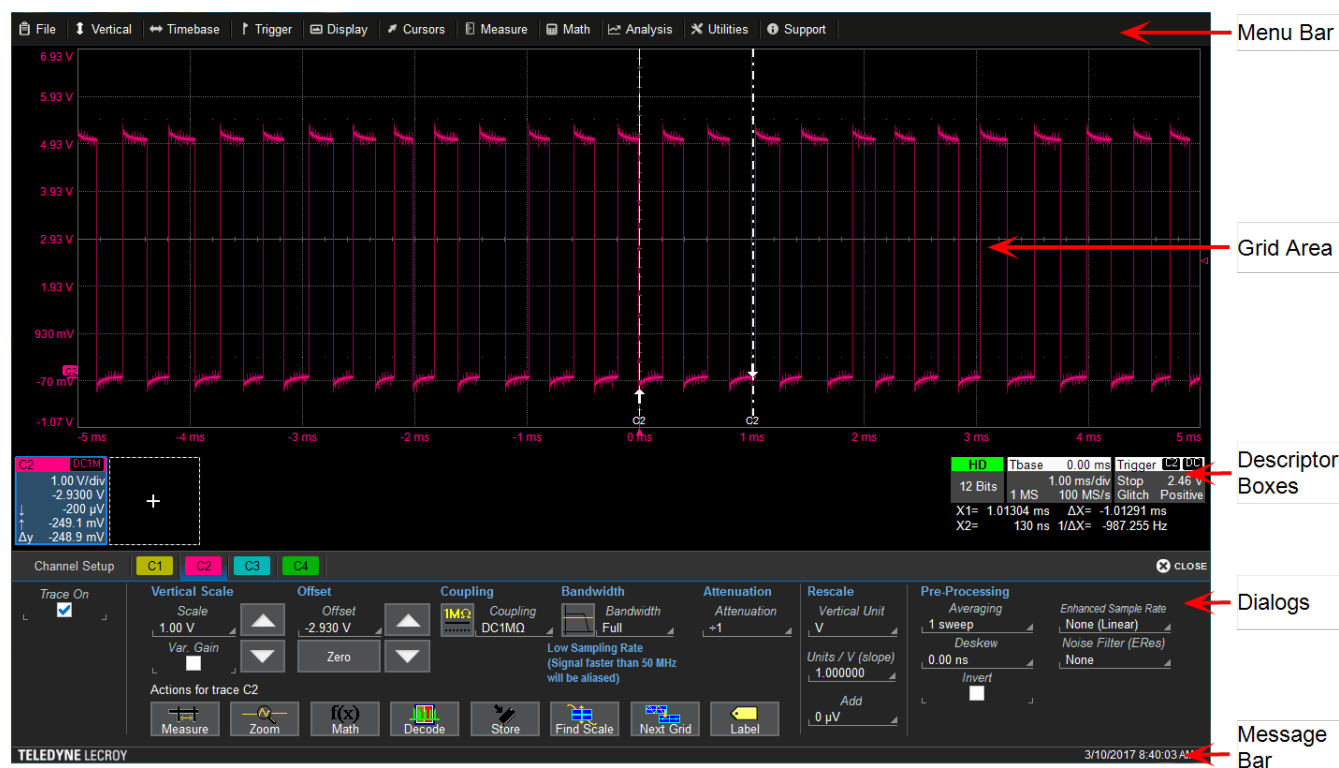 File Vertical Timebase Trigger Display Cursors Measure Math Analysis Utilities Support
Menu Bar
6.93 V
5.93 V
4.93 V
3.93 V
2.93 V
1.93 V
930 mV
C2
-70 mV
-1.07 V
Grid Area
C2 C2
-5 ms -4 ms -3 ms -2 ms -1 ms 0 ms 1 ms 2 ms 3 ms 4 ms 5 ms
C2 DC1M
1.00 V/div
-2.9300 V
↓ -200 µV
↑ -249.1 mV
Δy -248.9 mV
+
HD
12 Bits
Tbase 0.00 ms
1.00 ms/div
1 MS 100 MS/s
Trigger C2 DC
Stop 2.46 V
Glitch Positive
X1= 1.01304 ms ΔX= -1.01291 ms
X2= 130 ns 1/ΔX= -987.255 Hz
Descriptor
Boxes
Channel Setup C1 C2 C3 C4 CLOSE
Trace On
Vertical Scale
Scale
1.00 V
Var. Gain
Offset
Offset
-2.930 V
Zero
Coupling
1MΩ
Coupling
DC1MΩ
Bandwidth
Bandwidth
Full
Low Sampling Rate
(Signal faster than 50 MHz
will be aliased)
Attenuation
Attenuation
÷1
Rescale
Vertical Unit
V
Units / V (slope)
1.000000
Add
0 µV
Pre-Processing
Averaging
1 sweep
Deskew
0.00 ns
Invert
Enhanced Sample Rate
None (Linear)
Noise Filter (ERes)
None
Dialogs
Actions for trace C2
Measure
Zoom
f(x)
Math
Decode
Store
Find Scale
Next Grid
Label
TELEDYNE LECROY
3/10/2017 8:40:03 AM
Message
Bar